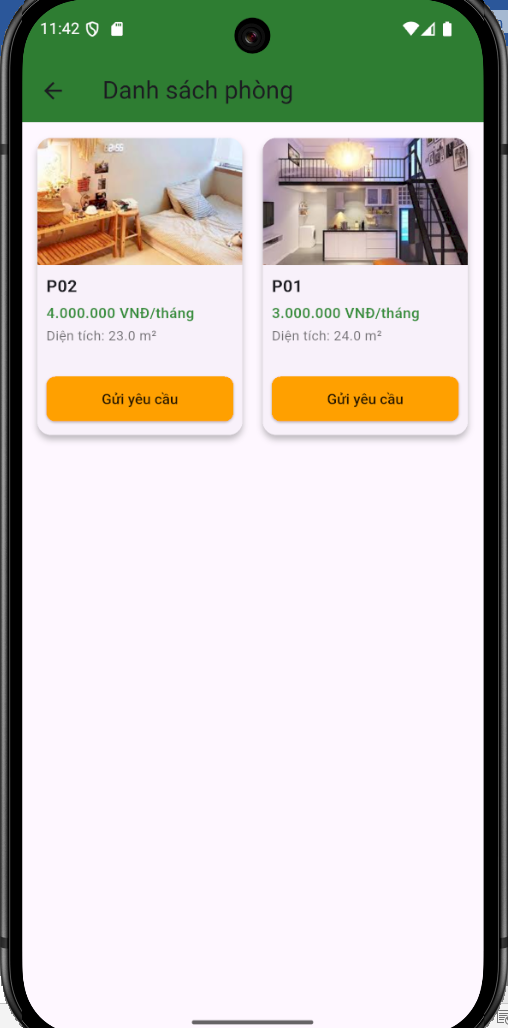 11:42
Danh sách phòng
P02
4.000.000 VNĐ/tháng
Diện tích: 23.0 m²
Gửi yêu cầu
P01
3.000.000 VNĐ/tháng
Diện tích: 24.0 m²
Gửi yêu cầu